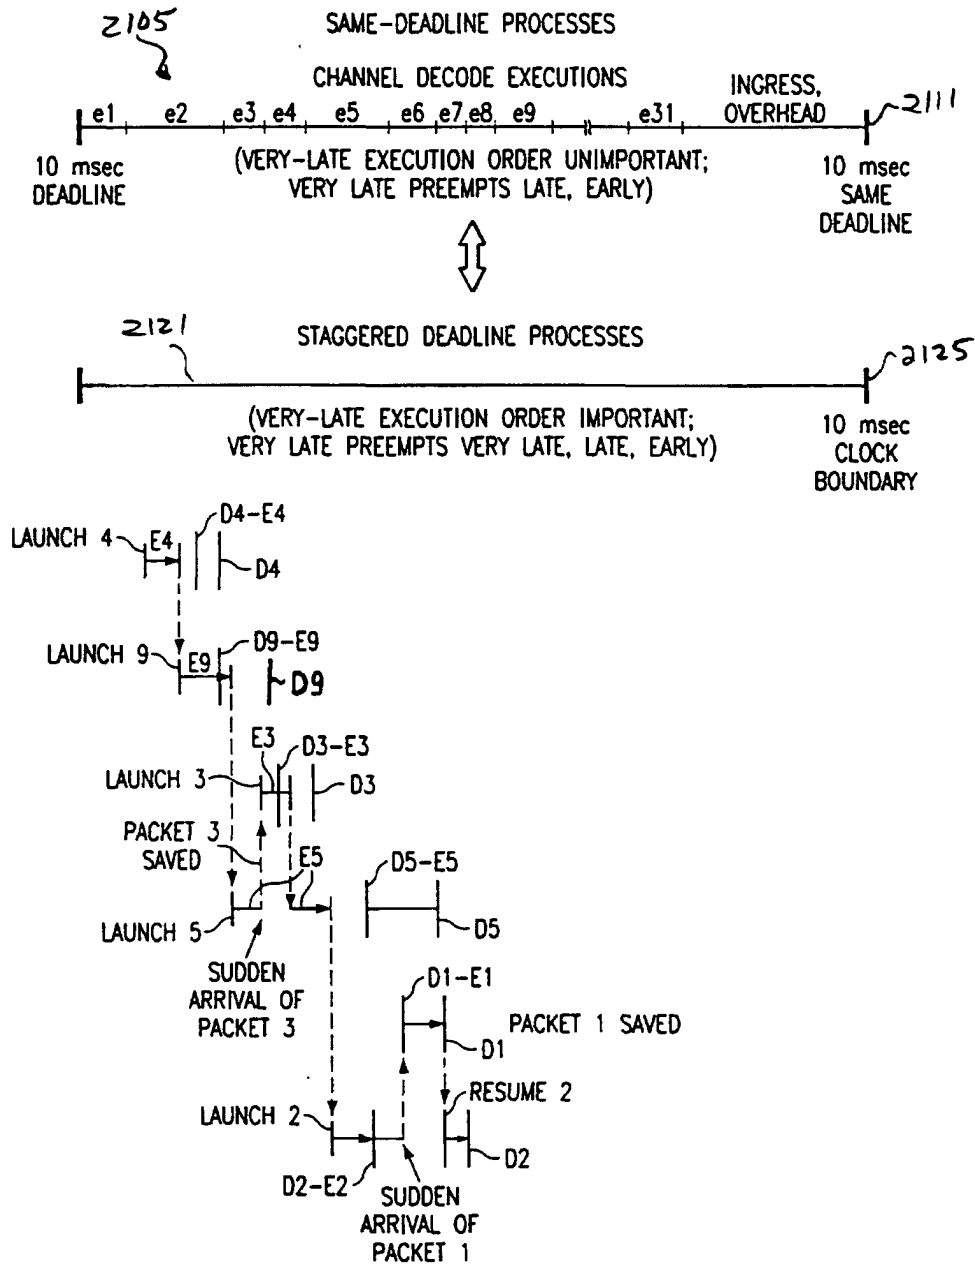 2105
SAME-DEADLINE PROCESSES
CHANNEL DECODE EXECUTIONS
INGRESS,
OVERHEAD
e1 e2 e3 e4 e5 e6 e7 e8 e9 e31
2111
10 msec
DEADLINE
(VERY-LATE EXECUTION ORDER UNIMPORTANT;
VERY LATE PREEMPTS LATE, EARLY)
10 msec
SAME
DEADLINE
2121
STAGGERED DEADLINE PROCESSES
2125
(VERY-LATE EXECUTION ORDER IMPORTANT;
VERY LATE PREEMPTS VERY LATE, LATE, EARLY)
10 msec
CLOCK
BOUNDARY
LAUNCH 4
E4
D4-E4
D4
LAUNCH 9
E9
D9-E9
D9
LAUNCH 3
E3
D3-E3
D3
PACKET 3
SAVED
E5
D5-E5
LAUNCH 5
D5
SUDDEN
ARRIVAL OF
PACKET 3
D1-E1
PACKET 1 SAVED
D1
LAUNCH 2
RESUME 2
D2-E2
D2
SUDDEN
ARRIVAL OF
PACKET 1